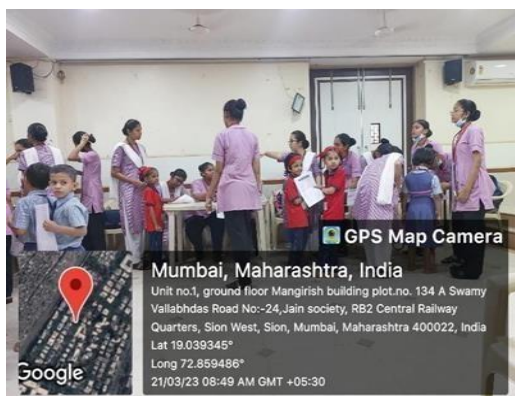 GPS Map Camera
Mumbai, Maharashtra, India
Unit no.1, ground floor Mangirish building plot.no. 134 A Swamy
Vallabhdas Road No:-24,Jain society, RB2 Central Railway
Quarters, Sion West, Sion, Mumbai, Maharashtra 400022, India
Lat 19.039345°
Long 72.859486°
21/03/23 08:49 AM GMT +05:30
Google